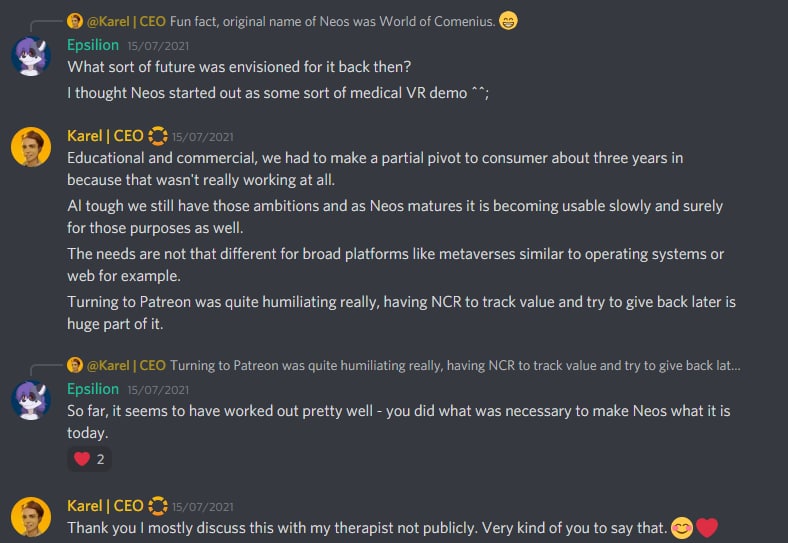 @Karel | CEO Fun fact, original name of Neos was World of Comenius. 😄
Epsilion 15/07/2021
What sort of future was envisioned for it back then?
I thought Neos started out as some sort of medical VR demo ^^;
Karel | CEO 15/07/2021
Educational and commercial, we had to make a partial pivot to consumer about three years in
because that wasn't really working at all.
Al tough we still have those ambitions and as Neos matures it is becoming usable slowly and surely
for those purposes as well.
The needs are not that different for broad platforms like metaverses similar to operating systems or
web for example.
Turning to Patreon was quite humiliating really, having NCR to track value and try to give back later is
huge part of it.
@Karel | CEO Turning to Patreon was quite humiliating really, having NCR to track value and try to give back lat...
Epsilion 15/07/2021
So far, it seems to have worked out pretty well - you did what was necessary to make Neos what it is
today.
❤️ 2
Karel | CEO 15/07/2021
Thank you I mostly discuss this with my therapist not publicly. Very kind of you to say that. 😊❤️